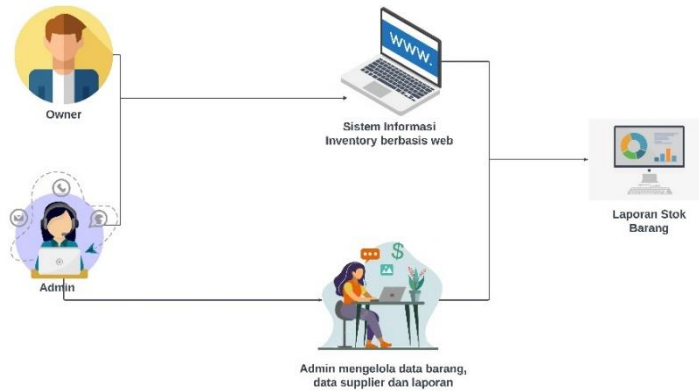 Owner
WWW.
Sistem Informasi
Inventory berbasis web
Laporan Stok
Barang
Admin
$
Admin mengelola data barang,
data supplier dan laporan